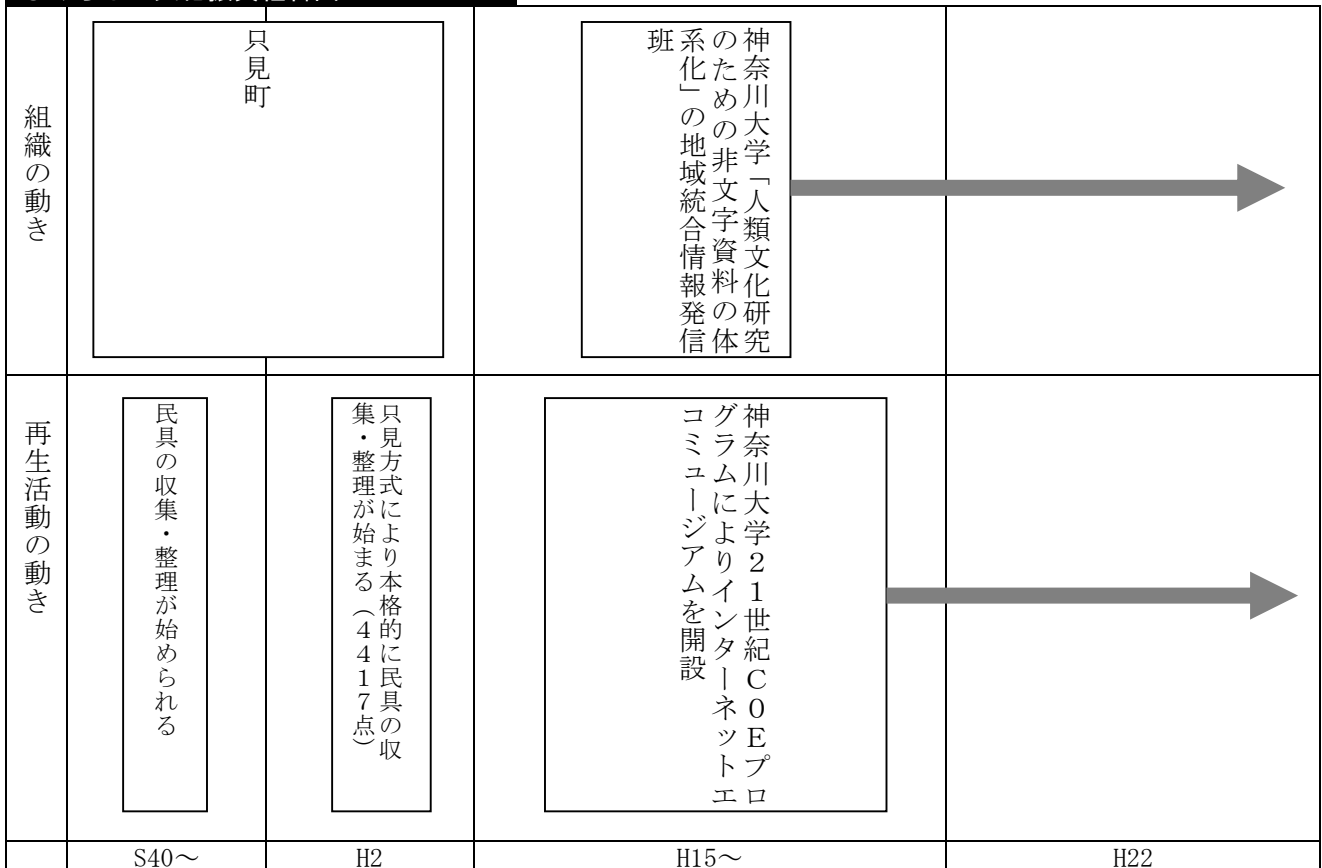 組織の動き
只見町
神奈川大学「人類文化研究
のための非文字資料の体
系化」の地域統合情報発信
班
再生活動の動き
民具の収集・整理が始められる
只見方式により本格的に民具の収
集・整理が始まる（4417点）
神奈川大学21世紀COEプロ
グラムによりインターネットエ
コミュージアムを開設
S40～
H2
H15～
H22